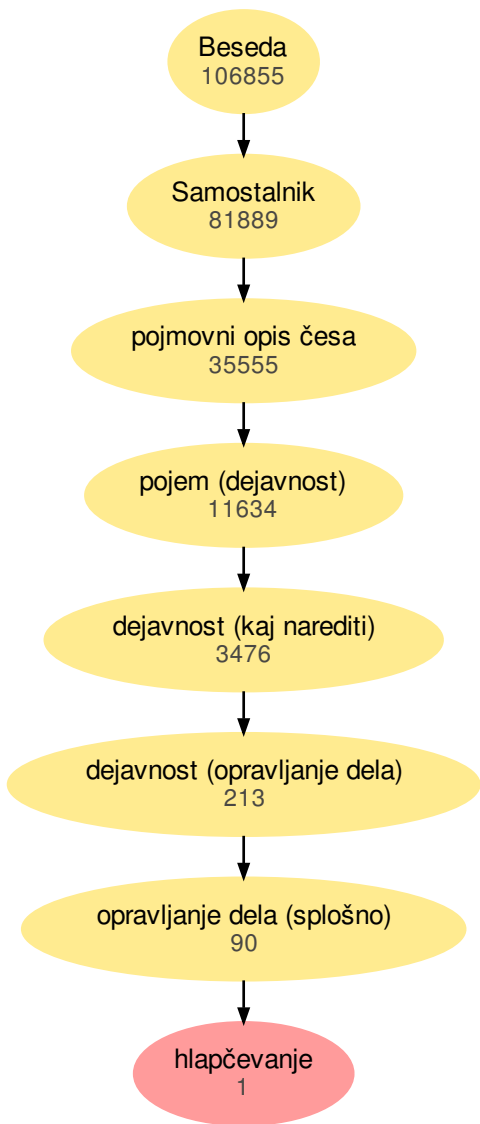 Beseda
106855
Samostalnik
81889
pojmovni opis česa
35555
pojem (dejavnost)
11634
dejavnost (kaj narediti)
3476
dejavnost (opravljanje dela)
213
opravljanje dela (splošno)
90
hlapčevanje
1